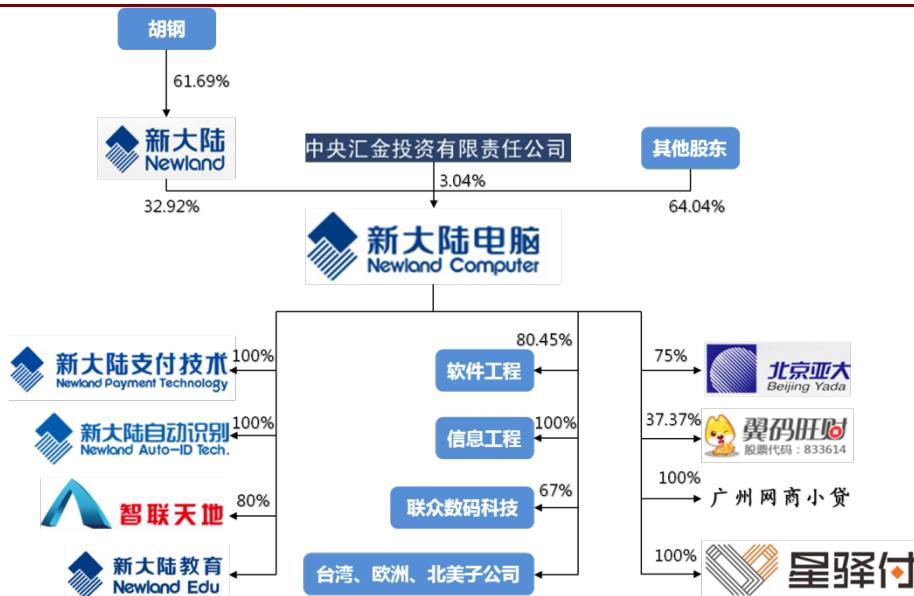 胡钢
61.69%
新大陆
Newland
中央汇金投资有限责任公司
其他股东
3.04%
32.92%
64.04%
新大陆电脑
Newland Computer
80.45%
新大陆支付技术
Newland Payment Technology
100%
软件工程
75%
北京亚大
Beijing Yada
新大陆自动识别
Newland Auto-ID Tech.
100%
信息工程
100%
37.37%
翼码旺财
股票代码：833614
智联天地
80%
联众数码科技
67%
100%
广州网商小贷
新大陆教育
Newland Edu
台湾、欧洲、北美子公司
100%
星驿付